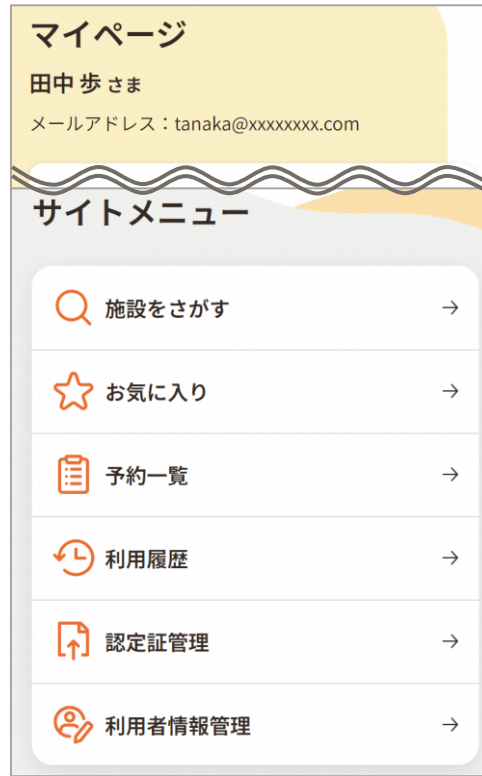 マイページ
田中 歩 さま
メールアドレス：tanaka@xxxxxxxx.com
サイトメニュー
施設をさがす
お気に入り
予約一覧
利用履歴
認定証管理
利用者情報管理